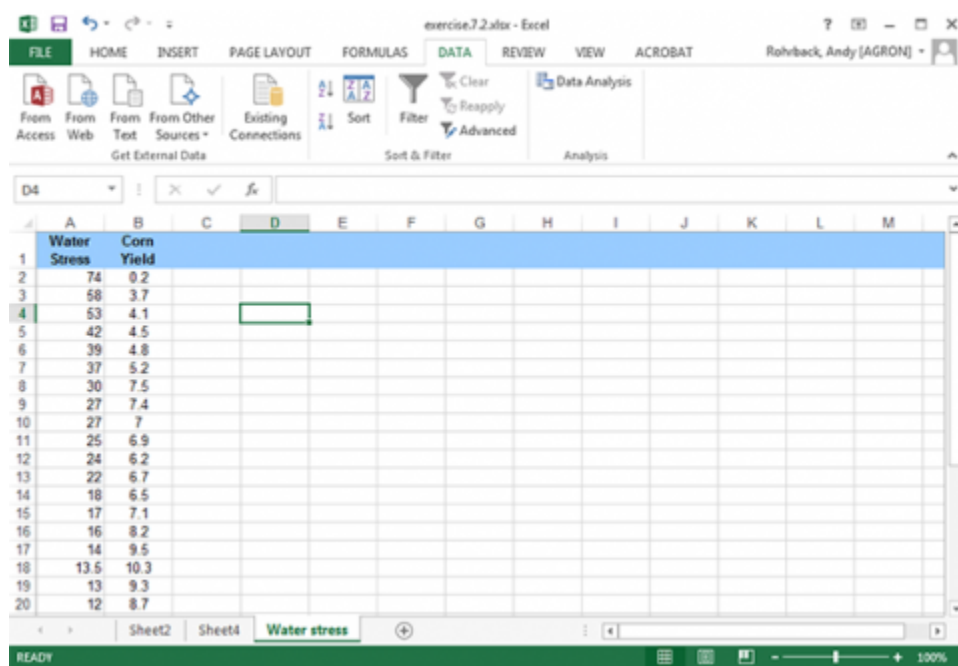 exercise.7.2.xlsx - Excel
FILE HOME INSERT PAGE LAYOUT FORMULAS DATA REVIEW VIEW ACROBAT Rohrback, Andy [AGRON]
From Access From Web From Text From Other Sources Existing Connections Sort Filter Clear Reapply Advanced Data Analysis
Get External Data Sort & Filter Analysis
D4 fx
A B C D E F G H I J K L M
1 Water Stress Corn Yield
2 74 0.2
3 58 3.7
4 53 4.1
5 42 4.5
6 39 4.8
7 37 5.2
8 30 7.5
9 27 7.4
10 27 7
11 25 6.9
12 24 6.2
13 22 6.7
14 18 6.5
15 17 7.1
16 16 8.2
17 14 9.5
18 13.5 10.3
19 13 9.3
20 12 8.7
Sheet2 Sheet4 Water stress
READY 100%